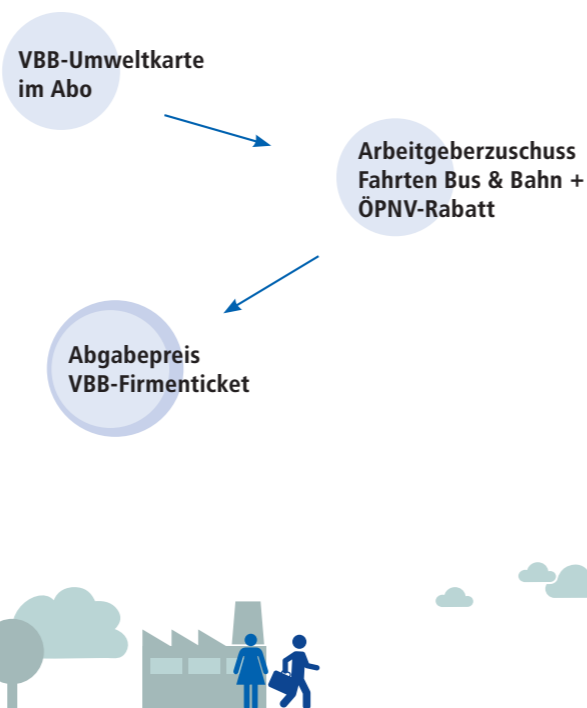 VBB-Umweltkarte
im Abo
Arbeitgeberzuschuss
Fahrten Bus & Bahn +
ÖPNV-Rabatt
Abgabepreis
VBB-Firmenticket